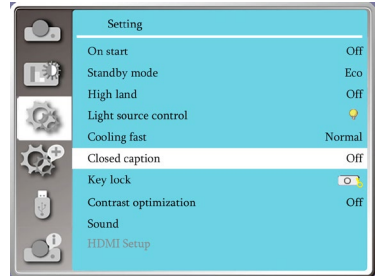 Setting
On start Off
Standby mode Eco
High land Off
Light source control
Cooling fast Normal
Closed caption Off
Key lock
Contrast optimization Off
Sound
HDMI Setup